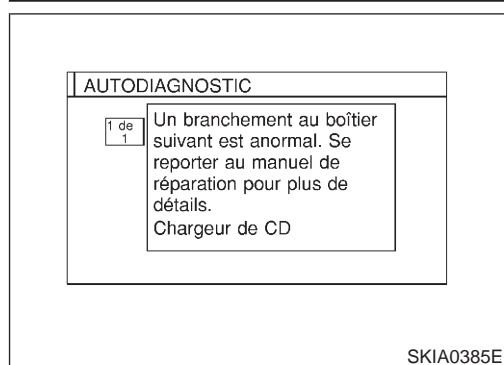 AUTODIAGNOSTIC
1 de
1
Un branchement au boîtier
suivant est anormal. Se
reporter au manuel de
réparation pour plus de
détails.
Chargeur de CD
SKIA0385E